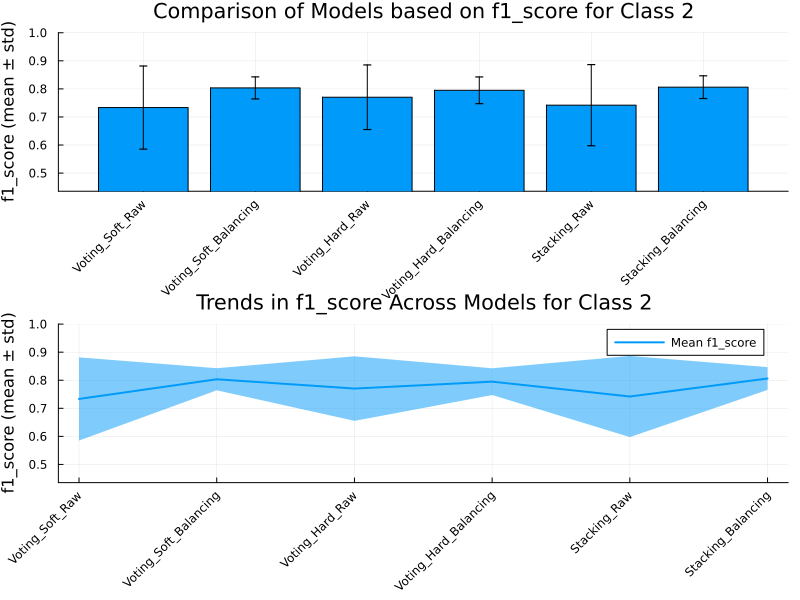 Comparison of Models based on f1_score for Class 2
f1_score (mean ± std)
1.0
0.9
0.8
0.7
0.6
0.5
Voting_Soft_Raw
Voting_Soft_Balancing
Voting_Hard_Raw
Voting_Hard_Balancing
Stacking_Raw
Stacking_Balancing
Trends in f1_score Across Models for Class 2
f1_score (mean ± std)
1.0
0.9
0.8
0.7
0.6
0.5
Mean f1_score
Voting_Soft_Raw
Voting_Soft_Balancing
Voting_Hard_Raw
Voting_Hard_Balancing
Stacking_Raw
Stacking_Balancing